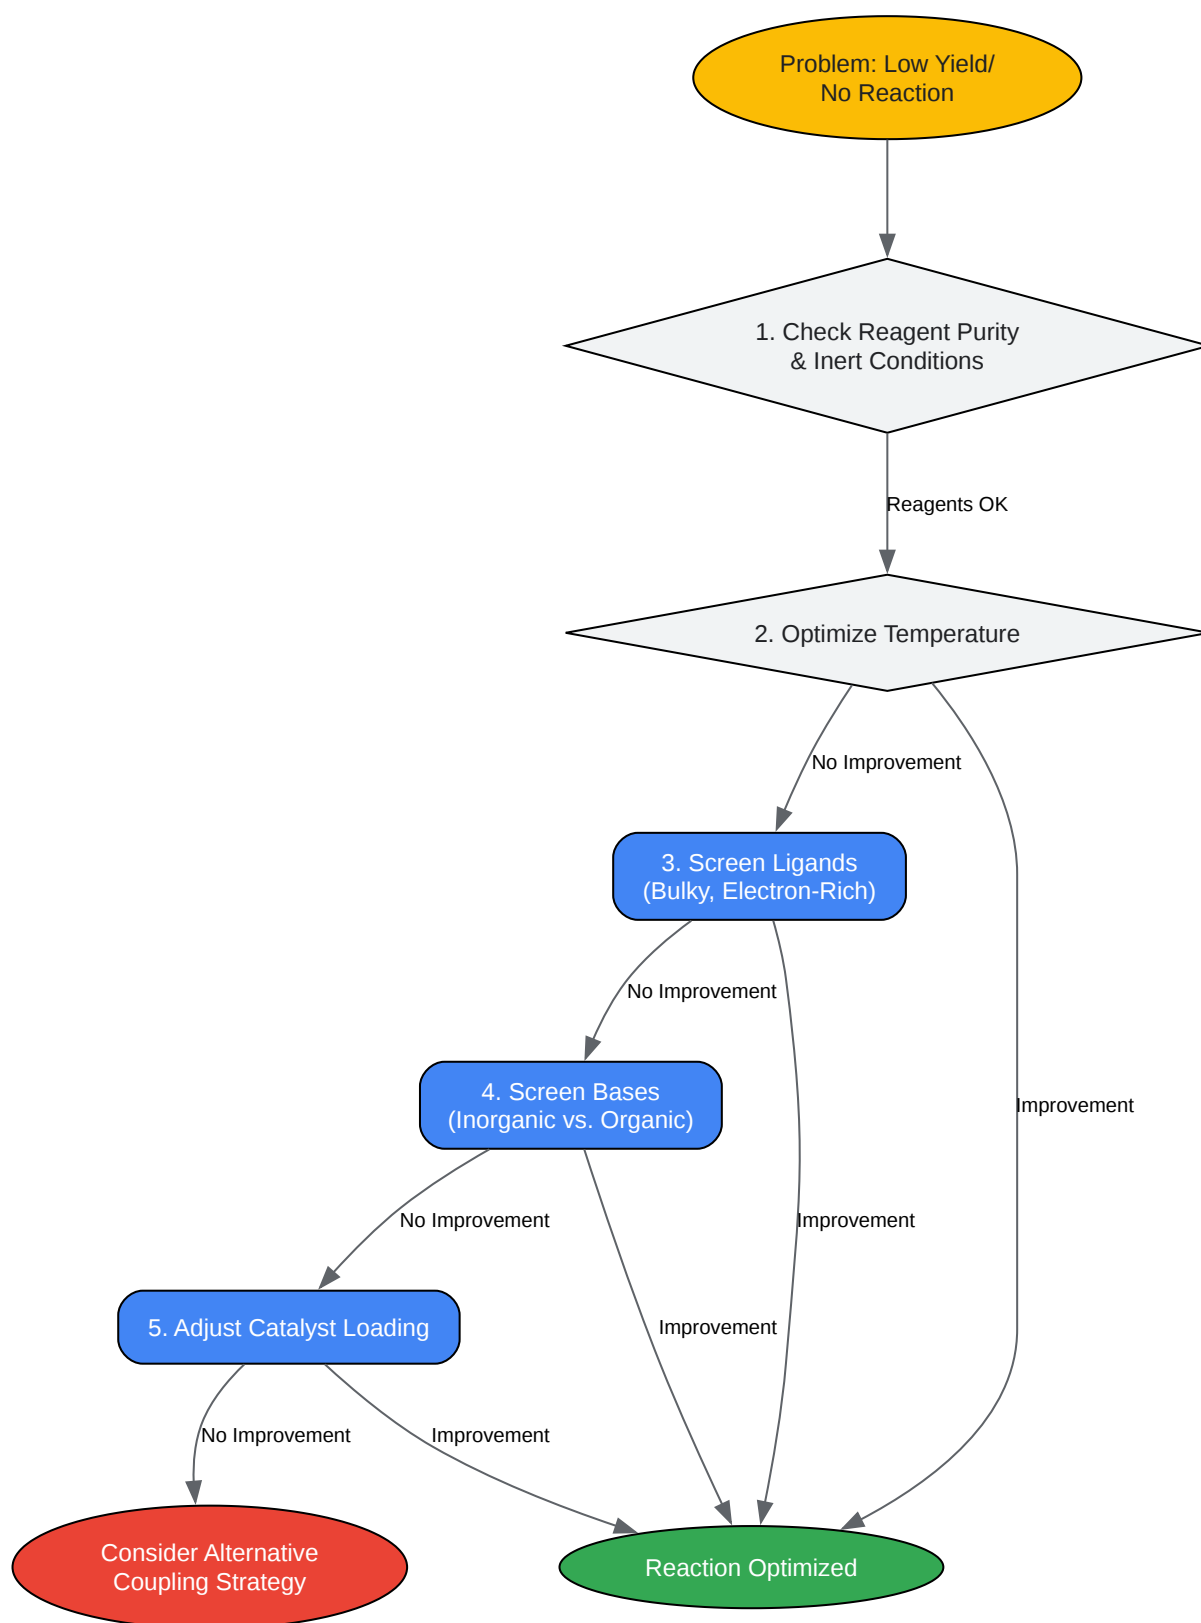 Problem: Low Yield/
No Reaction
1. Check Reagent Purity
& Inert Conditions
Reagents OK
2. Optimize Temperature
No Improvement
3. Screen Ligands
(Bulky, Electron-Rich)
No Improvement
4. Screen Bases
(Inorganic vs. Organic)
Improvement
No Improvement
Improvement
5. Adjust Catalyst Loading
Improvement
No Improvement
Improvement
Consider Alternative
Coupling Strategy
Reaction Optimized